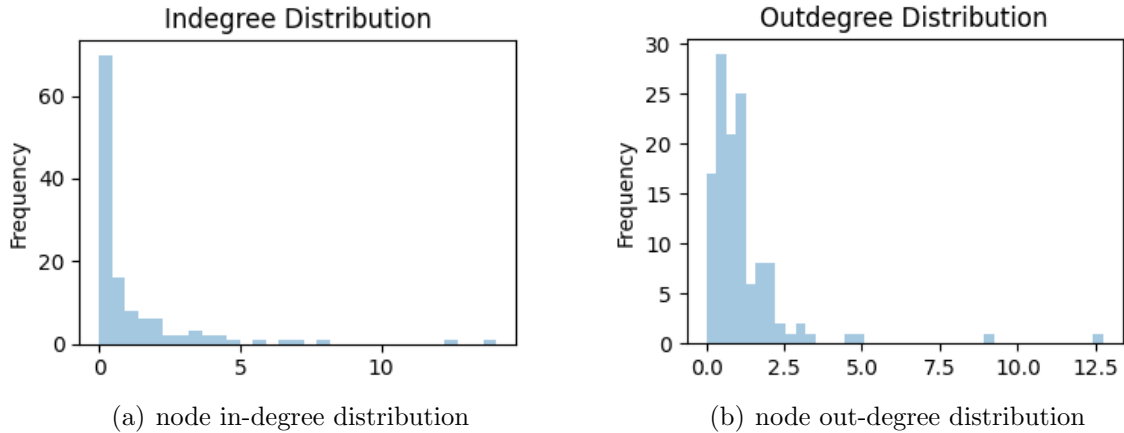 Indegree Distribution
Frequency
60
40
20
0
0 5 10
(a) node in-degree distribution
Outdegree Distribution
Frequency
30
25
20
15
10
5
0
0.0 2.5 5.0 7.5 10.0 12.5
(b) node out-degree distribution